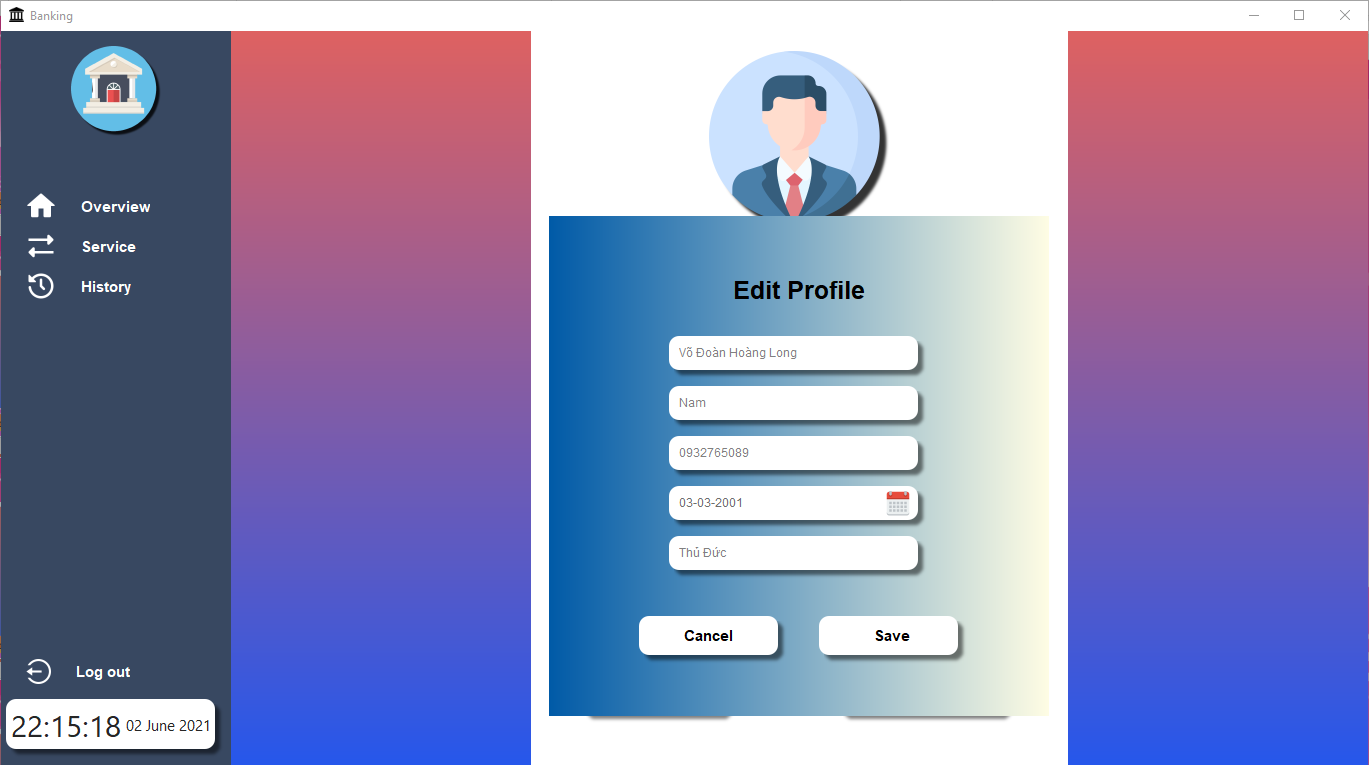 Banking
Overview
Service
History
Log out
22:15:18 02 June 2021
Edit Profile
Võ Đoàn Hoàng Long
Nam
0932765089
03-03-2001
Thủ Đức
Cancel
Save